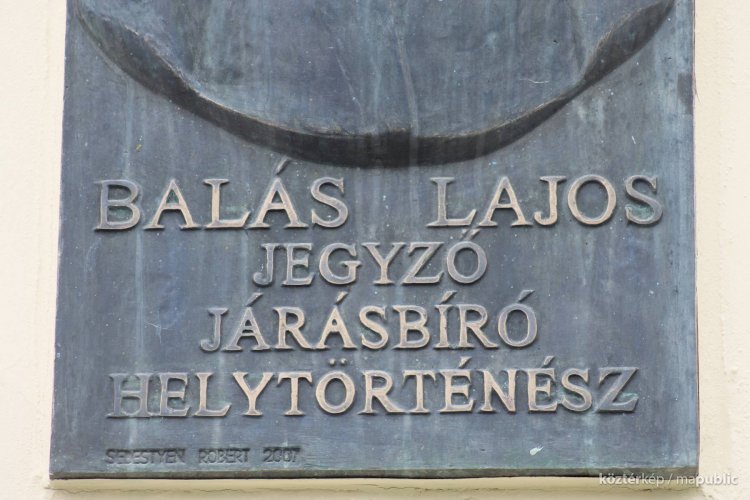 BALÁS LAJOS
JEGYZŐ
JÁRÁSBÍRÓ
HELYTÖRTÉNÉSZ
SEBESTYÉN RÓBERT 2007
köztérkép / mapublic